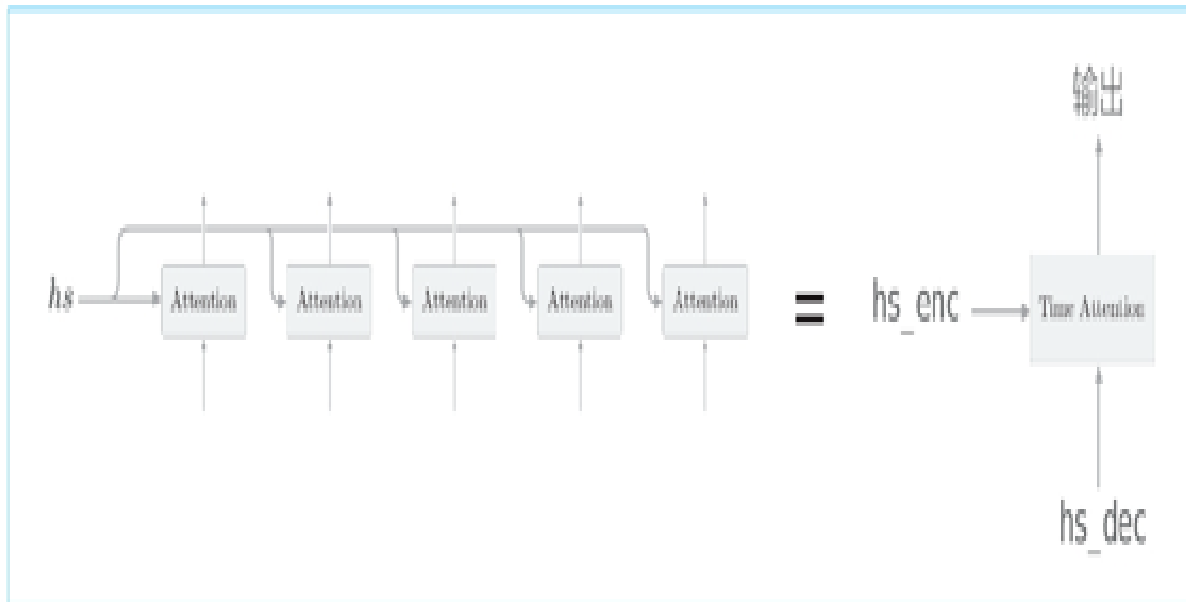 输出
hs
Attention
Attention
Attention
Attention
Attention
=
hs_enc
Time Attention
hs_dec